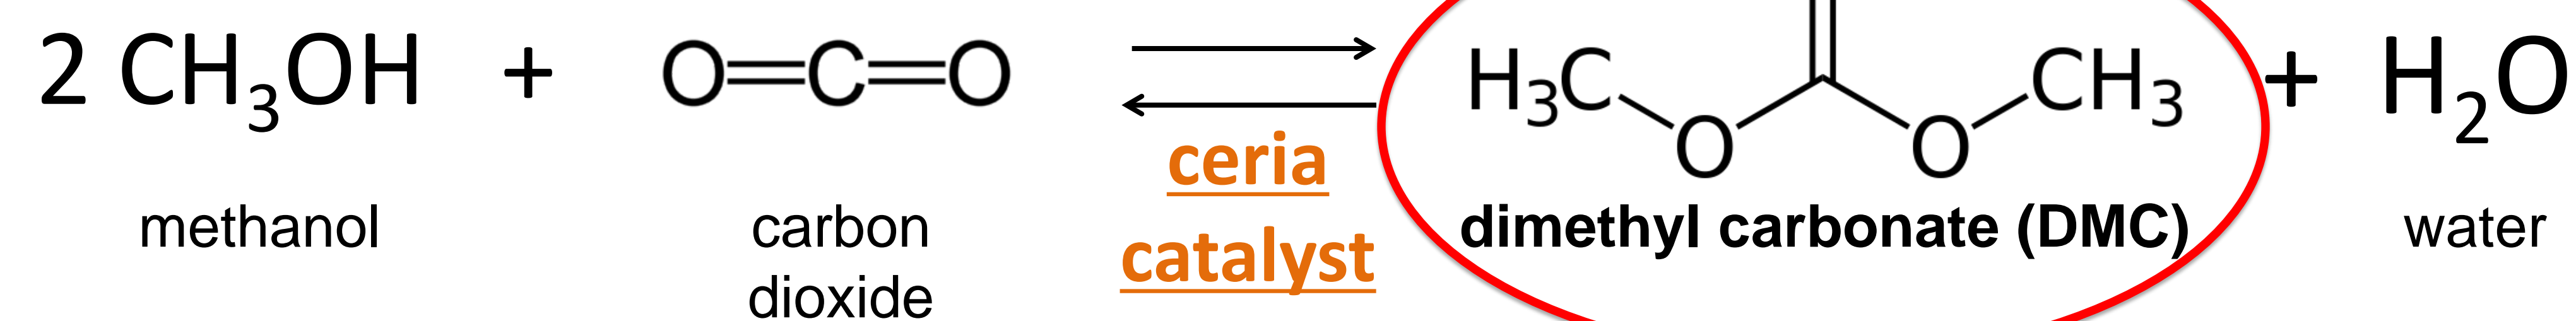 2 CH₃OH + O=C=O H₃C O O CH₃ + H₂O
ceria
catalyst
methanol
carbon
dioxide
dimethyl carbonate (DMC)
water